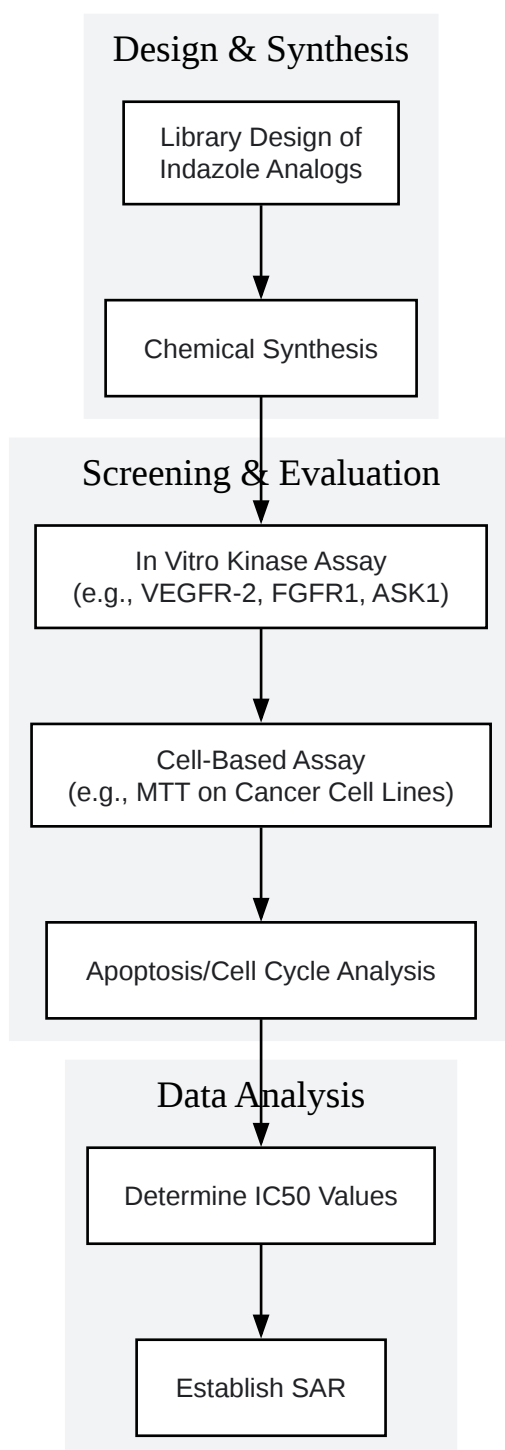 Design & Synthesis
Library Design of
Indazole Analogs
Chemical Synthesis
Screening & Evaluation
In Vitro Kinase Assay
(e.g., VEGFR-2, FGFR1, ASK1)
Cell-Based Assay
(e.g., MTT on Cancer Cell Lines)
Apoptosis/Cell Cycle Analysis
Data Analysis
Determine IC50 Values
Establish SAR